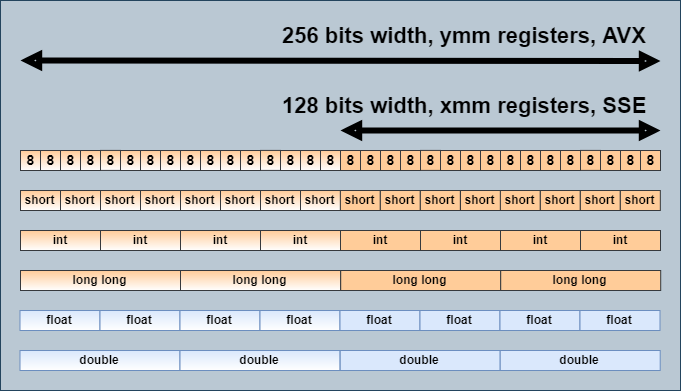 256 bits width, ymm registers, AVX
128 bits width, xmm registers, SSE
8 8 8 8 8 8 8 8 8 8 8 8 8 8 8 8 8 8 8 8 8 8 8 8 8 8 8 8 8 8 8 8
short short short short short short short short short short short short short short short short
int int int int int int int int
long long long long long long long long
float float float float float float float float
double double double double